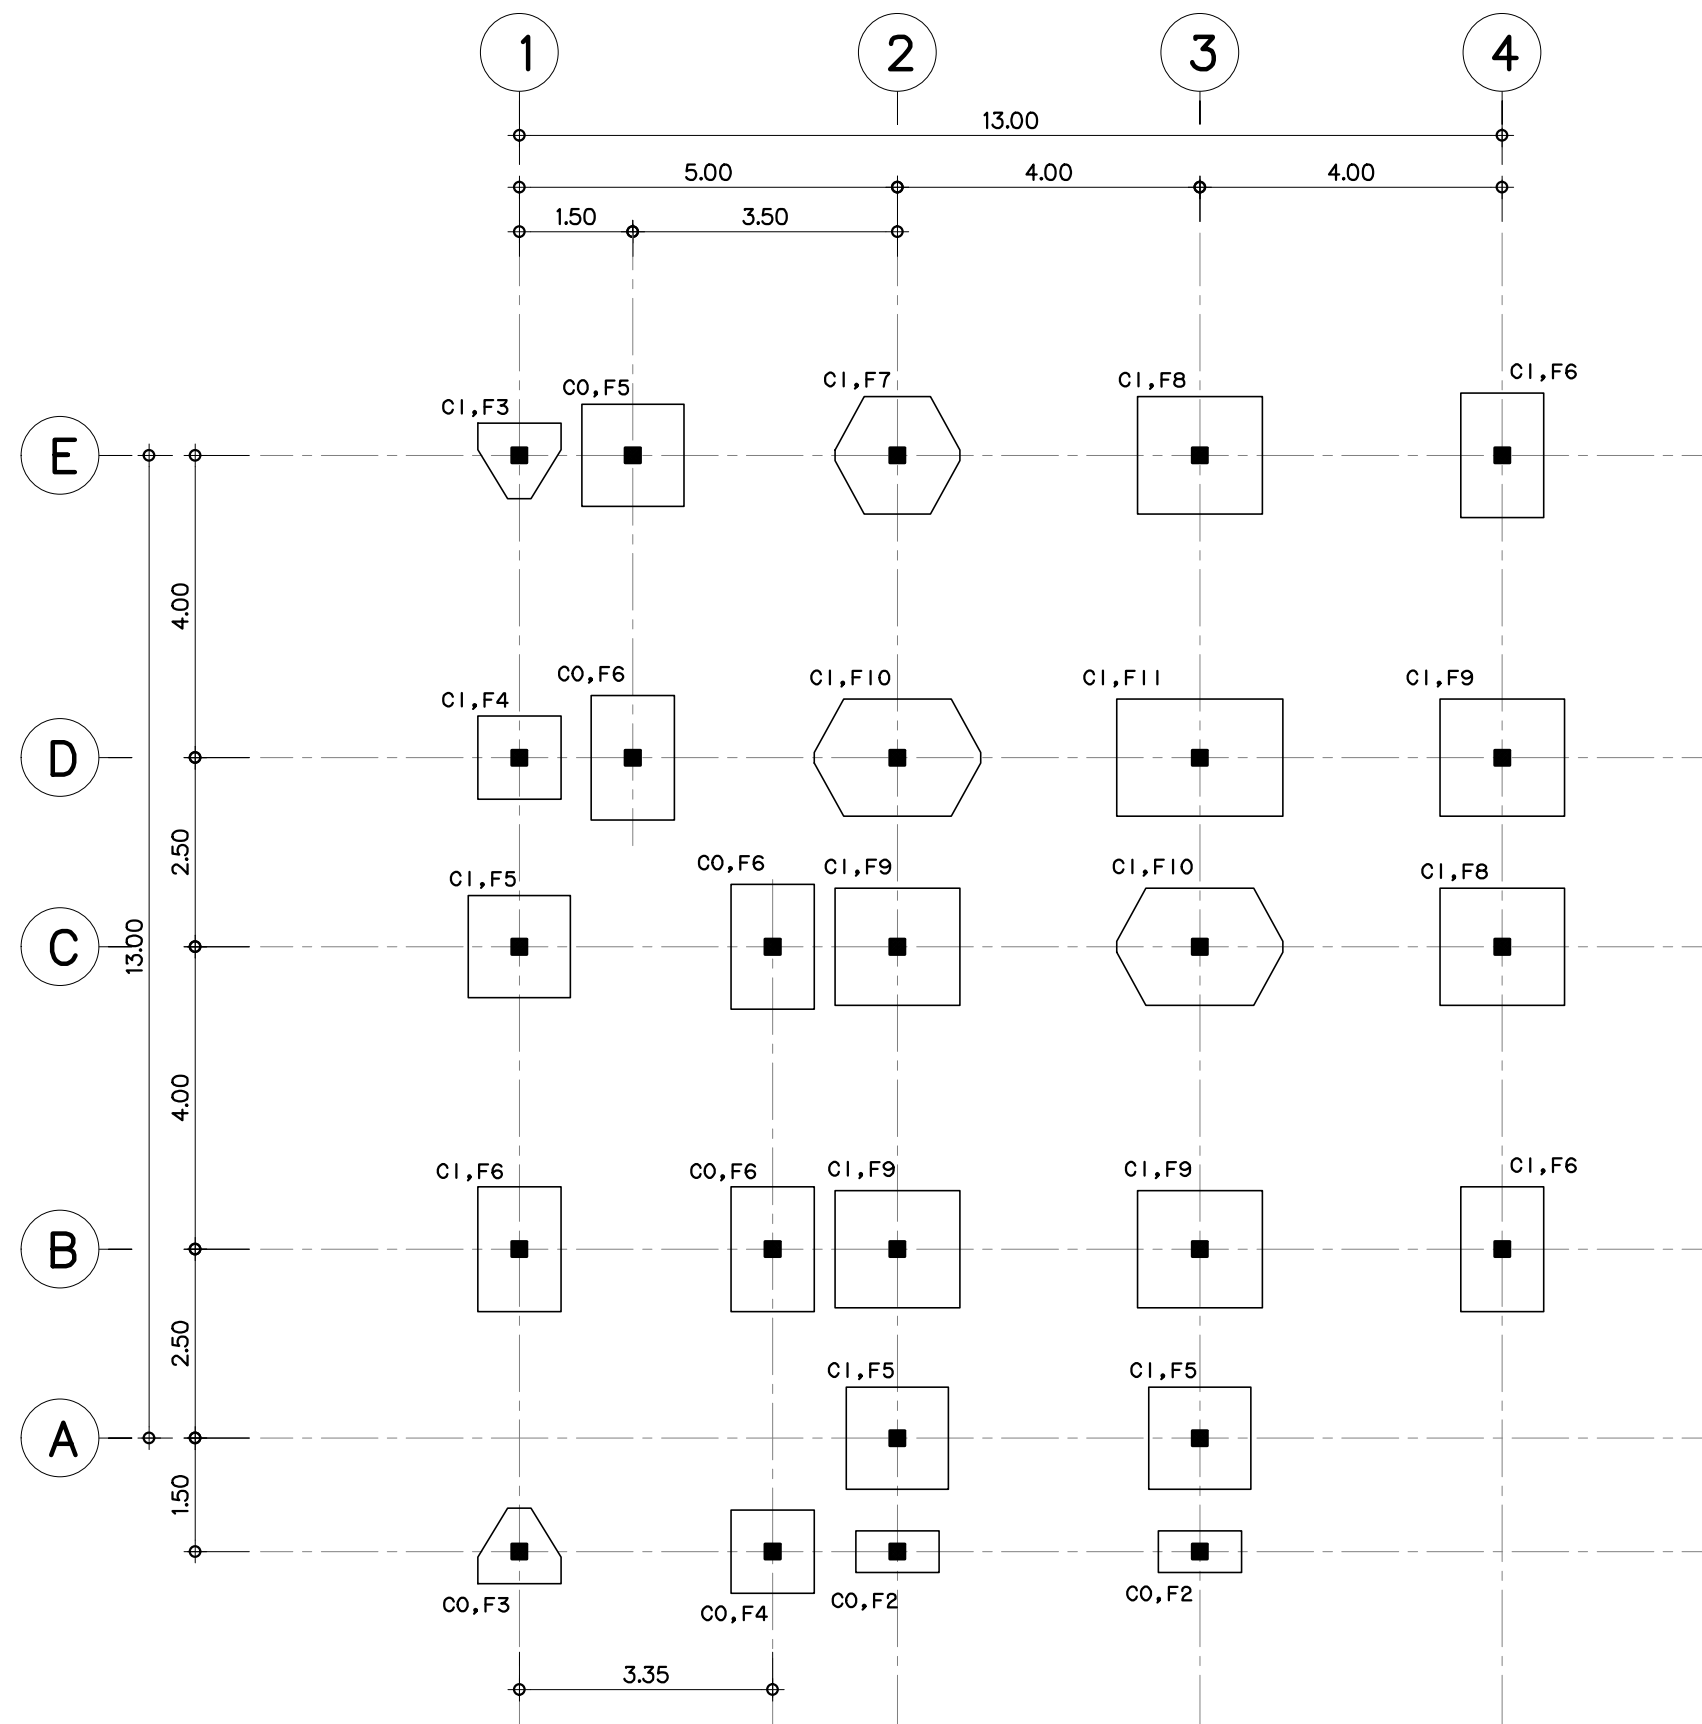 1 2 3 4
13.00
5.00 4.00 4.00
1.50 3.50
C1,F3 C0,F5 C1,F7 C1,F8 C1,F6
E
4.00
C1,F4 C0,F6 C1,F10 C1,F11 C1,F9
D
2.50
C1,F5 C0,F6 C1,F9 C1,F10 C1,F8
C
13.00
4.00
C1,F6 C0,F6 C1,F9 C1,F9 C1,F6
B
2.50
C1,F5 C1,F5
A
1.50
C0,F3 C0,F4 C0,F2 C0,F2
3.35